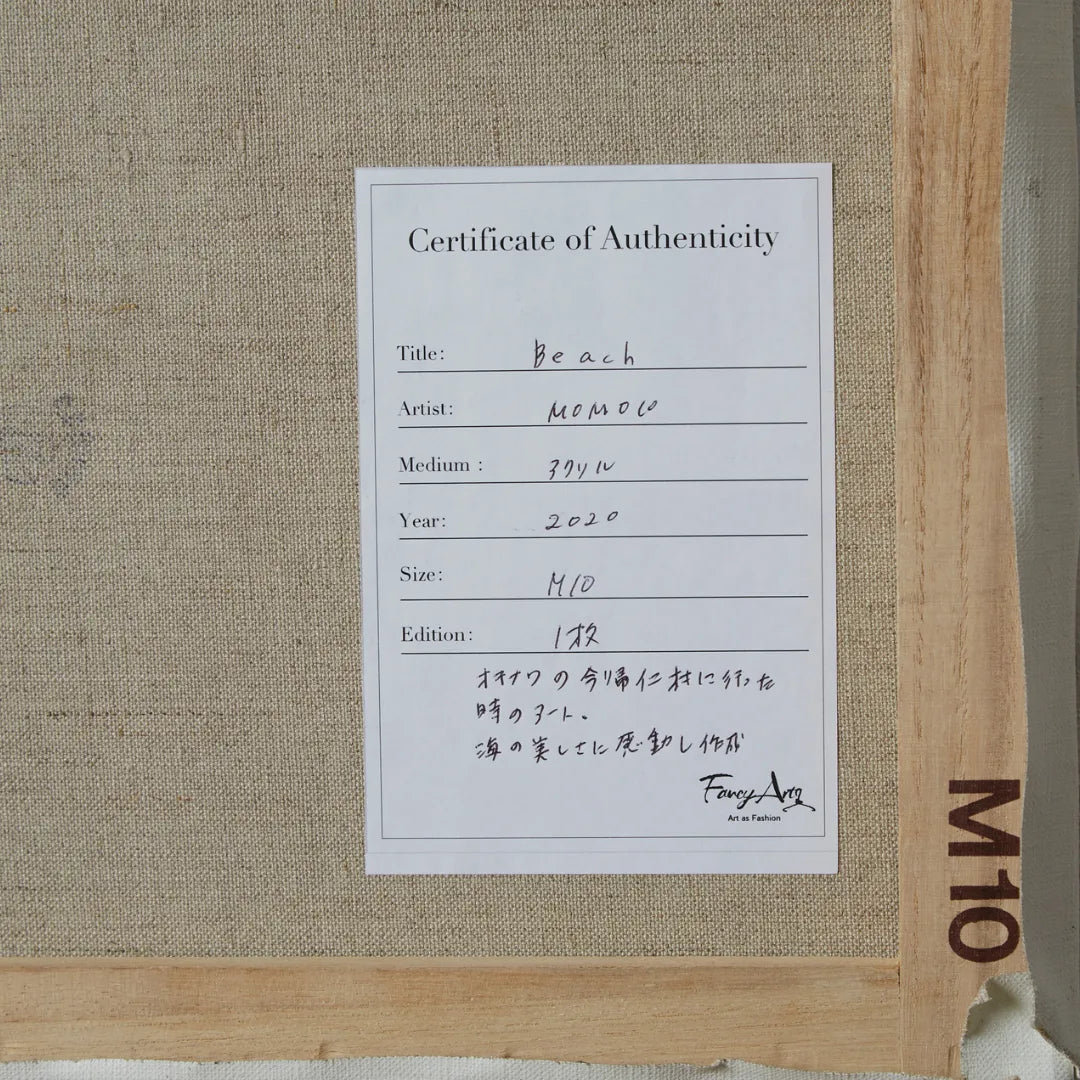 Certificate of Authenticity
Title: Beach
Artist: MOMOCO
Medium : アクリル
Year: 2020
Size: M10
Edition: 1枚
オキナワの今帰仁村に行った
時のアート。
海の美しさに感動し作成
Fancy Artq
Art as Fashion
M10